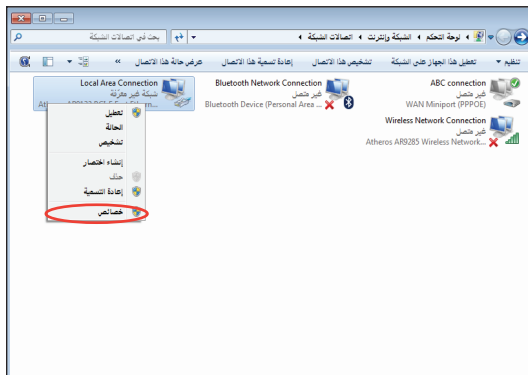 لوحة التحكم ◂ الشبكة وإنترنت ◂ اتصالات الشبكة ◂
بحث في اتصالات الشبكة
تنظيم ▾ تعطيل هذا الجهاز على الشبكة تشخيص هذا الاتصال إعادة تسمية هذا الاتصال عرض حالة هذا الاتصال »
ABC connection
غير متصل
WAN Miniport (PPPOE)
Bluetooth Network Connection
غير متصل
Bluetooth Device (Personal Area ...
Local Area Connection
شبكة غير معرّفة
Wireless Network Connection
غير متصل
Atheros AR9285 Wireless Network...
تعطيل
الحالة
تشخيص
إنشاء اختصار
حذف
إعادة التسمية
خصائص